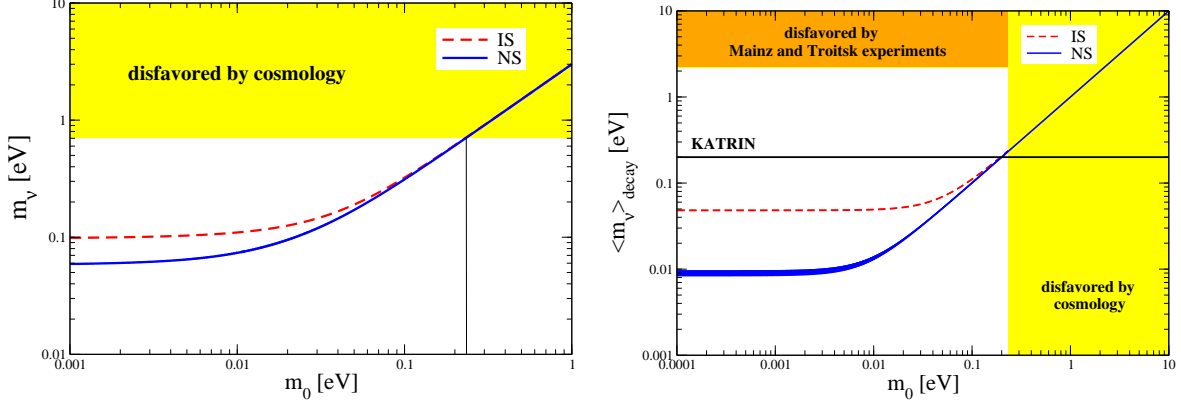 10
IS
NS
disfavored by cosmology
1
0.1
0.01
0.001
0.01
0.1
1
m_ν [eV]
m_0 [eV]
10
disfavored by
Mainz and Troitsk experiments
IS
NS
1
KATRIN
0.1
0.01
disfavored by
cosmology
0.001
0.0001
0.001
0.01
0.1
1
10
<m_ν>_decay [eV]
m_0 [eV]